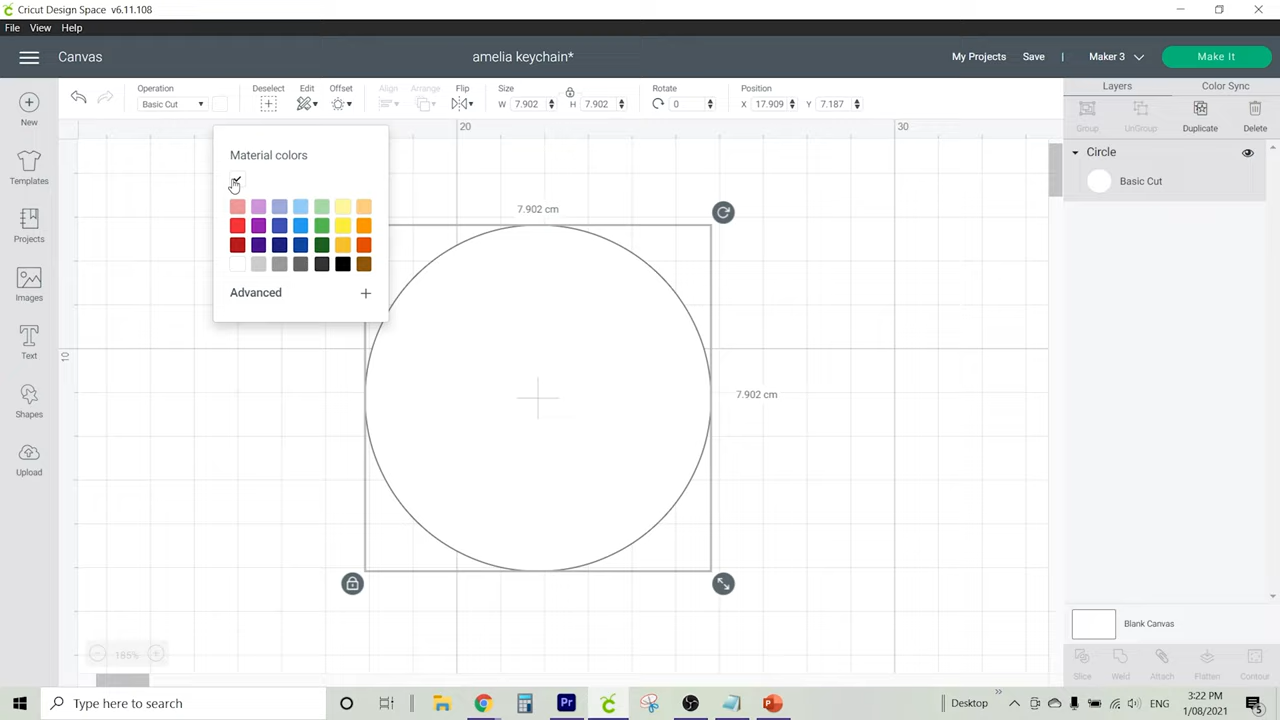 Cricut Design Space v6.11.108
File View Help
Canvas
amelia keychain*
My Projects Save | Maker 3 Make It
Operation Deselect Edit Offset Align Arrange Flip Size Rotate Position
Basic Cut W 7.902 H 7.902 0 X 17.909 Y 7.187
Layers Color Sync
New
Templates
Projects
Images
Text
Shapes
Upload
20 30
10
Material colors
Advanced +
7.902 cm
7.902 cm
185%
Group UnGroup Duplicate Delete
Circle
Basic Cut
Blank Canvas
Slice Weld Attach Flatten Contour
Type here to search
Pr
Desktop
ENG
3:22 PM
1/08/2021
5